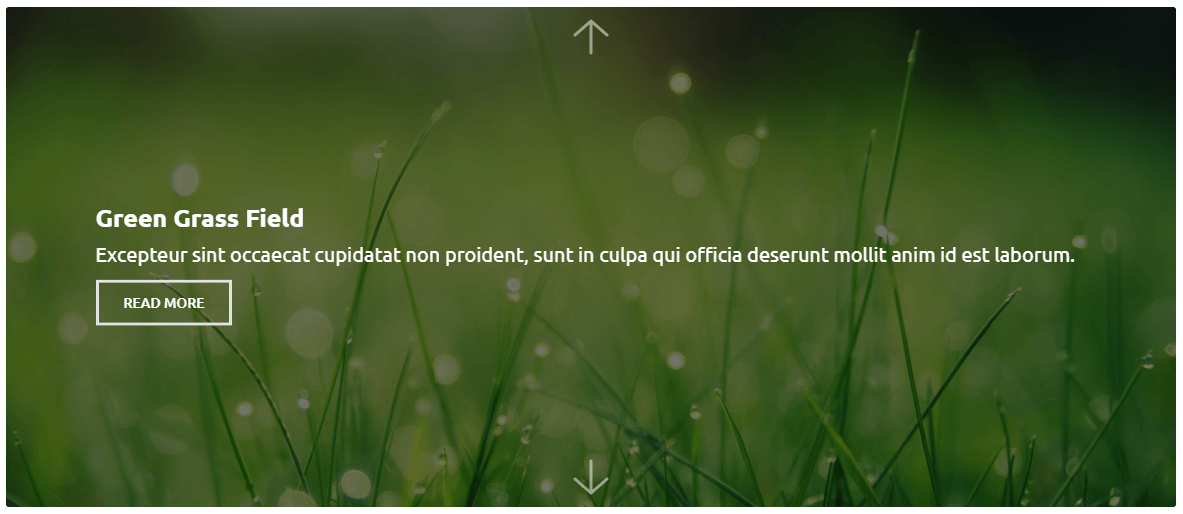 Green Grass Field
Excepteur sint occaecat cupidatat non proident, sunt in culpa qui officia deserunt mollit anim id est laborum.
READ MORE